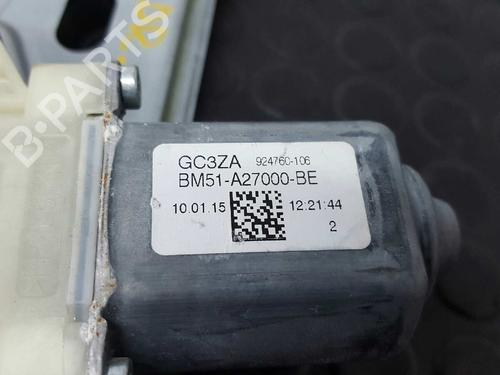 B-PARTS
GC3ZA 924760-106
BM51-A27000-BE
10.01.15 12:21:44
2